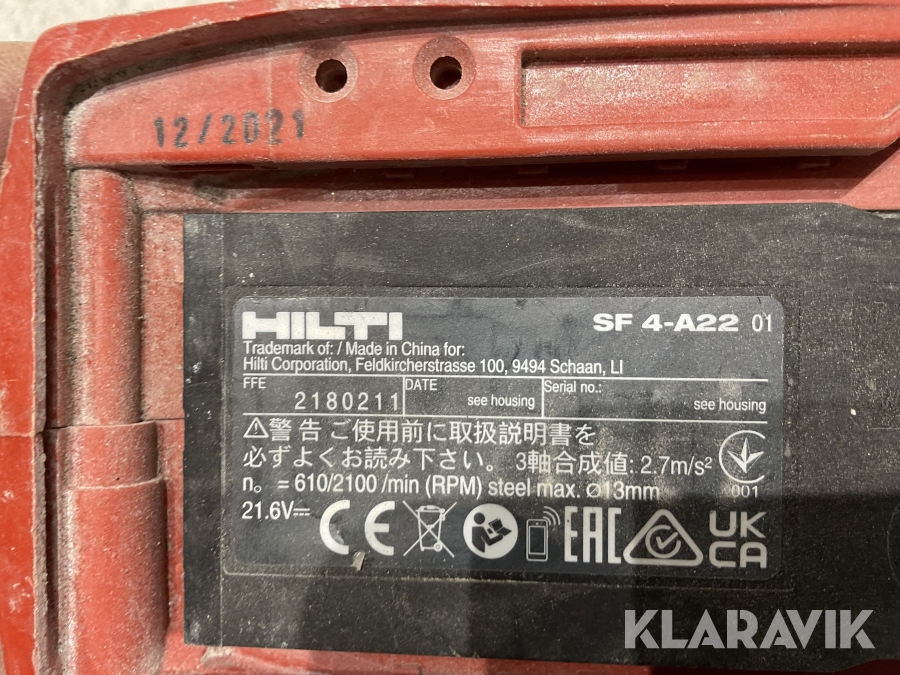 12/2021
HILTI
SF 4-A22 01
Trademark of: / Made in China for:
Hilti Corporation, Feldkircherstrasse 100, 9494 Schaan, LI
FFE
2180211
DATE
see housing
Serial no.:
see housing
⚠警告 ご使用前に取扱説明書を
必ずよくお読み下さい。 3軸合成値: 2.7m/s²
n₀ = 610/2100 /min (RPM) steel max. Ø13mm
001
21.6V⎓
CE
EAC
UK
CA
KLARAVIK